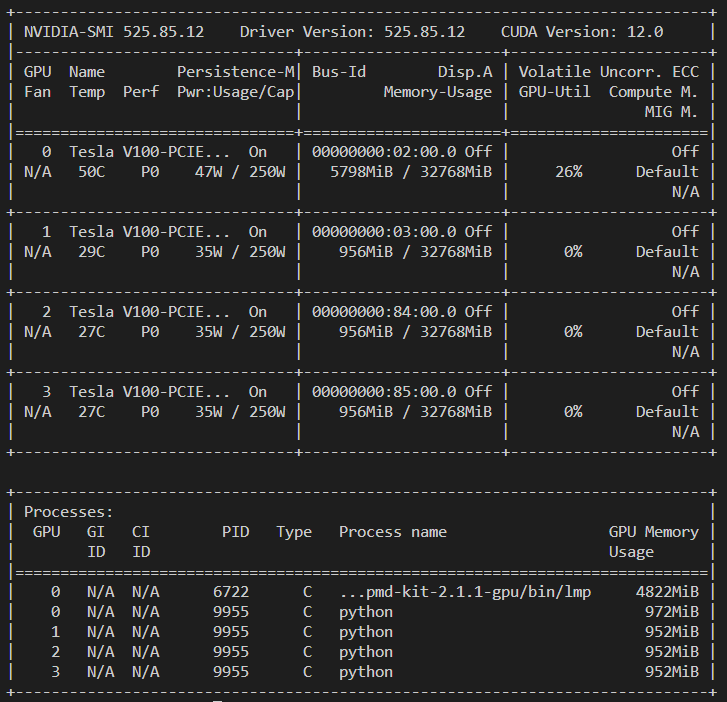 +-----------------------------------------------------------------------------+
| NVIDIA-SMI 525.85.12    Driver Version: 525.85.12    CUDA Version: 12.0     |
|-------------------------------+----------------------+----------------------+
| GPU  Name        Persistence-M| Bus-Id        Disp.A | Volatile Uncorr. ECC |
| Fan  Temp  Perf  Pwr:Usage/Cap|         Memory-Usage | GPU-Util  Compute M. |
|                               |                      |               MIG M. |
|===============================+======================+======================|
|   0  Tesla V100-PCIE...  On   | 00000000:02:00.0 Off |                  Off |
| N/A   50C    P0    47W / 250W |   5798MiB / 32768MiB |     26%      Default |
|                               |                      |                  N/A |
+-------------------------------+----------------------+----------------------+
|   1  Tesla V100-PCIE...  On   | 00000000:03:00.0 Off |                  Off |
| N/A   29C    P0    35W / 250W |    956MiB / 32768MiB |      0%      Default |
|                               |                      |                  N/A |
+-------------------------------+----------------------+----------------------+
|   2  Tesla V100-PCIE...  On   | 00000000:84:00.0 Off |                  Off |
| N/A   27C    P0    35W / 250W |    956MiB / 32768MiB |      0%      Default |
|                               |                      |                  N/A |
+-------------------------------+----------------------+----------------------+
|   3  Tesla V100-PCIE...  On   | 00000000:85:00.0 Off |                  Off |
| N/A   27C    P0    35W / 250W |    956MiB / 32768MiB |      0%      Default |
|                               |                      |                  N/A |
+-------------------------------+----------------------+----------------------+

+-----------------------------------------------------------------------------+
| Processes:                                                                  |
|  GPU   GI   CI        PID   Type   Process name                  GPU Memory |
|        ID   ID                                                   Usage      |
|=============================================================================|
|    0   N/A  N/A      6722      C   ...pmd-kit-2.1.1-gpu/bin/lmp     4822MiB |
|    0   N/A  N/A      9955      C   python                            972MiB |
|    1   N/A  N/A      9955      C   python                            952MiB |
|    2   N/A  N/A      9955      C   python                            952MiB |
|    3   N/A  N/A      9955      C   python                            952MiB |
+-----------------------------------------------------------------------------+